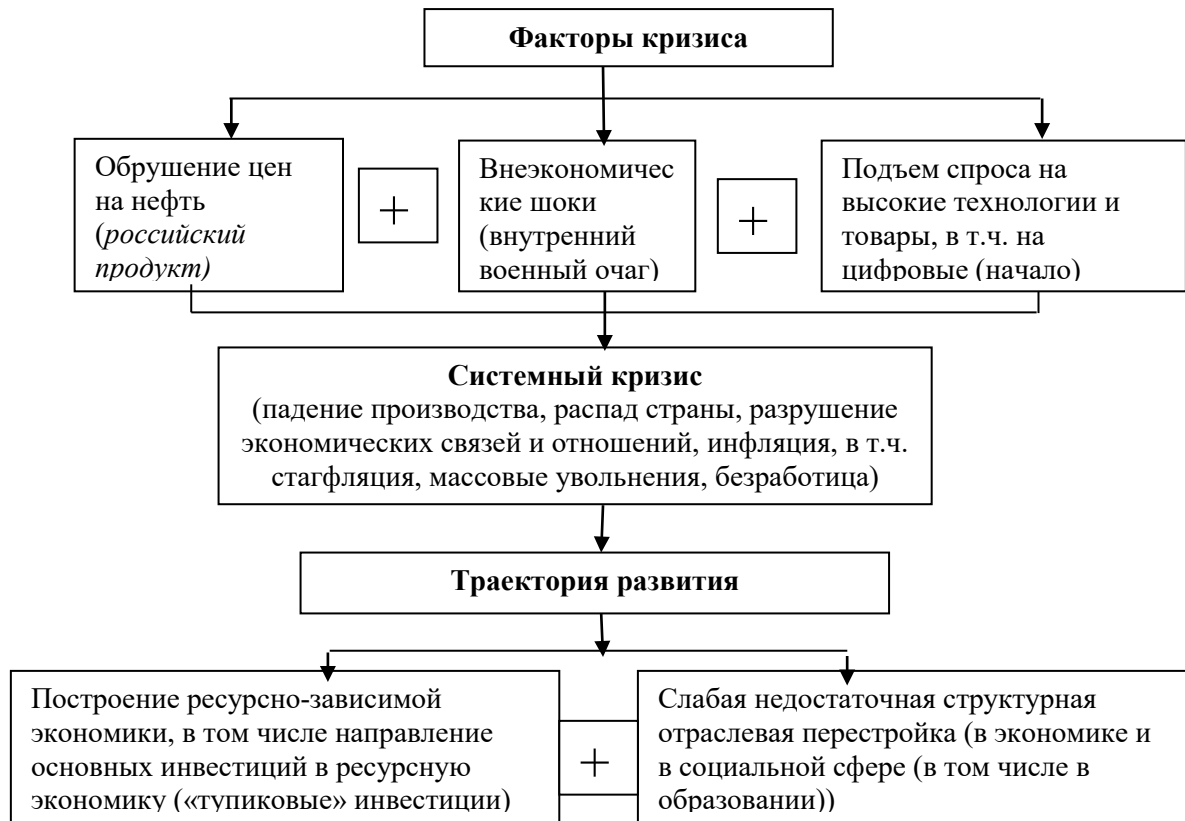 Факторы кризиса
Обрушение цен
на нефть
(российский
продукт)
+
Внеэкономичес
кие шоки
(внутренний
военный очаг)
+
Подъем спроса на
высокие технологии и
товары, в т.ч. на
цифровые (начало)
Системный кризис
(падение производства, распад страны, разрушение
экономических связей и отношений, инфляция, в т.ч.
стагфляция, массовые увольнения, безработица)
Траектория развития
Построение ресурсно-зависимой
экономики, в том числе направление
основных инвестиций в ресурсную
экономику («тупиковые» инвестиции)
+
Слабая недостаточная структурная
отраслевая перестройка (в экономике и
в социальной сфере (в том числе в
образовании))